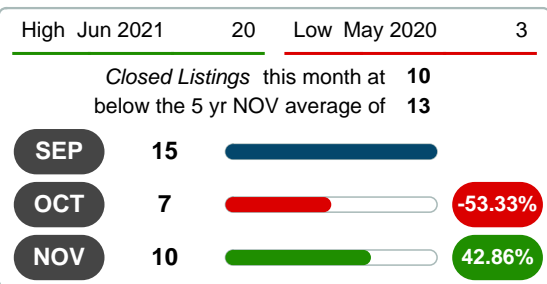 High Jun 2021 20 Low May 2020 3
Closed Listings this month at 10
below the 5 yr NOV average of 13
SEP 15
OCT 7 -53.33%
NOV 10 42.86%